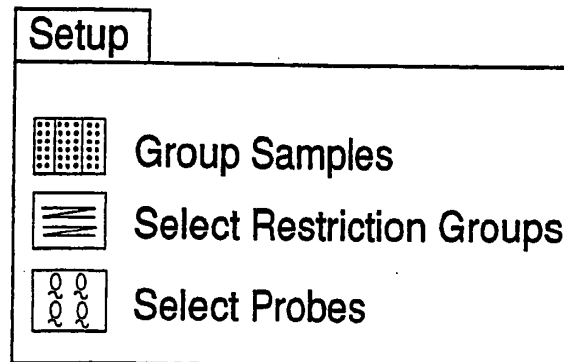 Setup
Group Samples
Select Restriction Groups
Select Probes